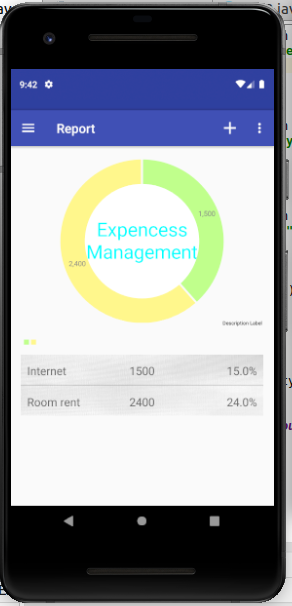 9:42
Report
1,500
Expencess
Management
2,400
Description Label
Internet 1500 15.0%
Room rent 2400 24.0%